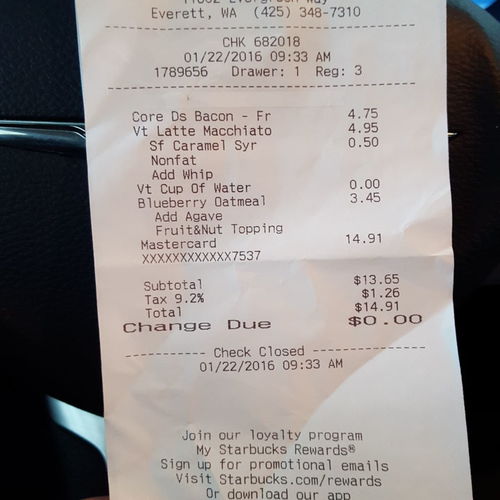 Everett, WA (425) 348-7310
CHK 682018
01/22/2016 09:33 AM
1789656 Drawer: 1 Reg: 3
Core Ds Bacon - Fr 4.75
Vt Latte Macchiato 4.95
Sf Caramel Syr 0.50
Nonfat
Add Whip
Vt Cup Of Water 0.00
Blueberry Oatmeal 3.45
Add Agave
Fruit&Nut Topping
Mastercard 14.91
XXXXXXXXXXXX7537
Subtotal $13.65
Tax 9.2% $1.26
Total $14.91
Change Due $0.00
------------ Check Closed ---------------
01/22/2016 09:33 AM
Join our loyalty program
My Starbucks Rewards®
Sign up for promotional emails
Visit Starbucks.com/rewards
Or download our app